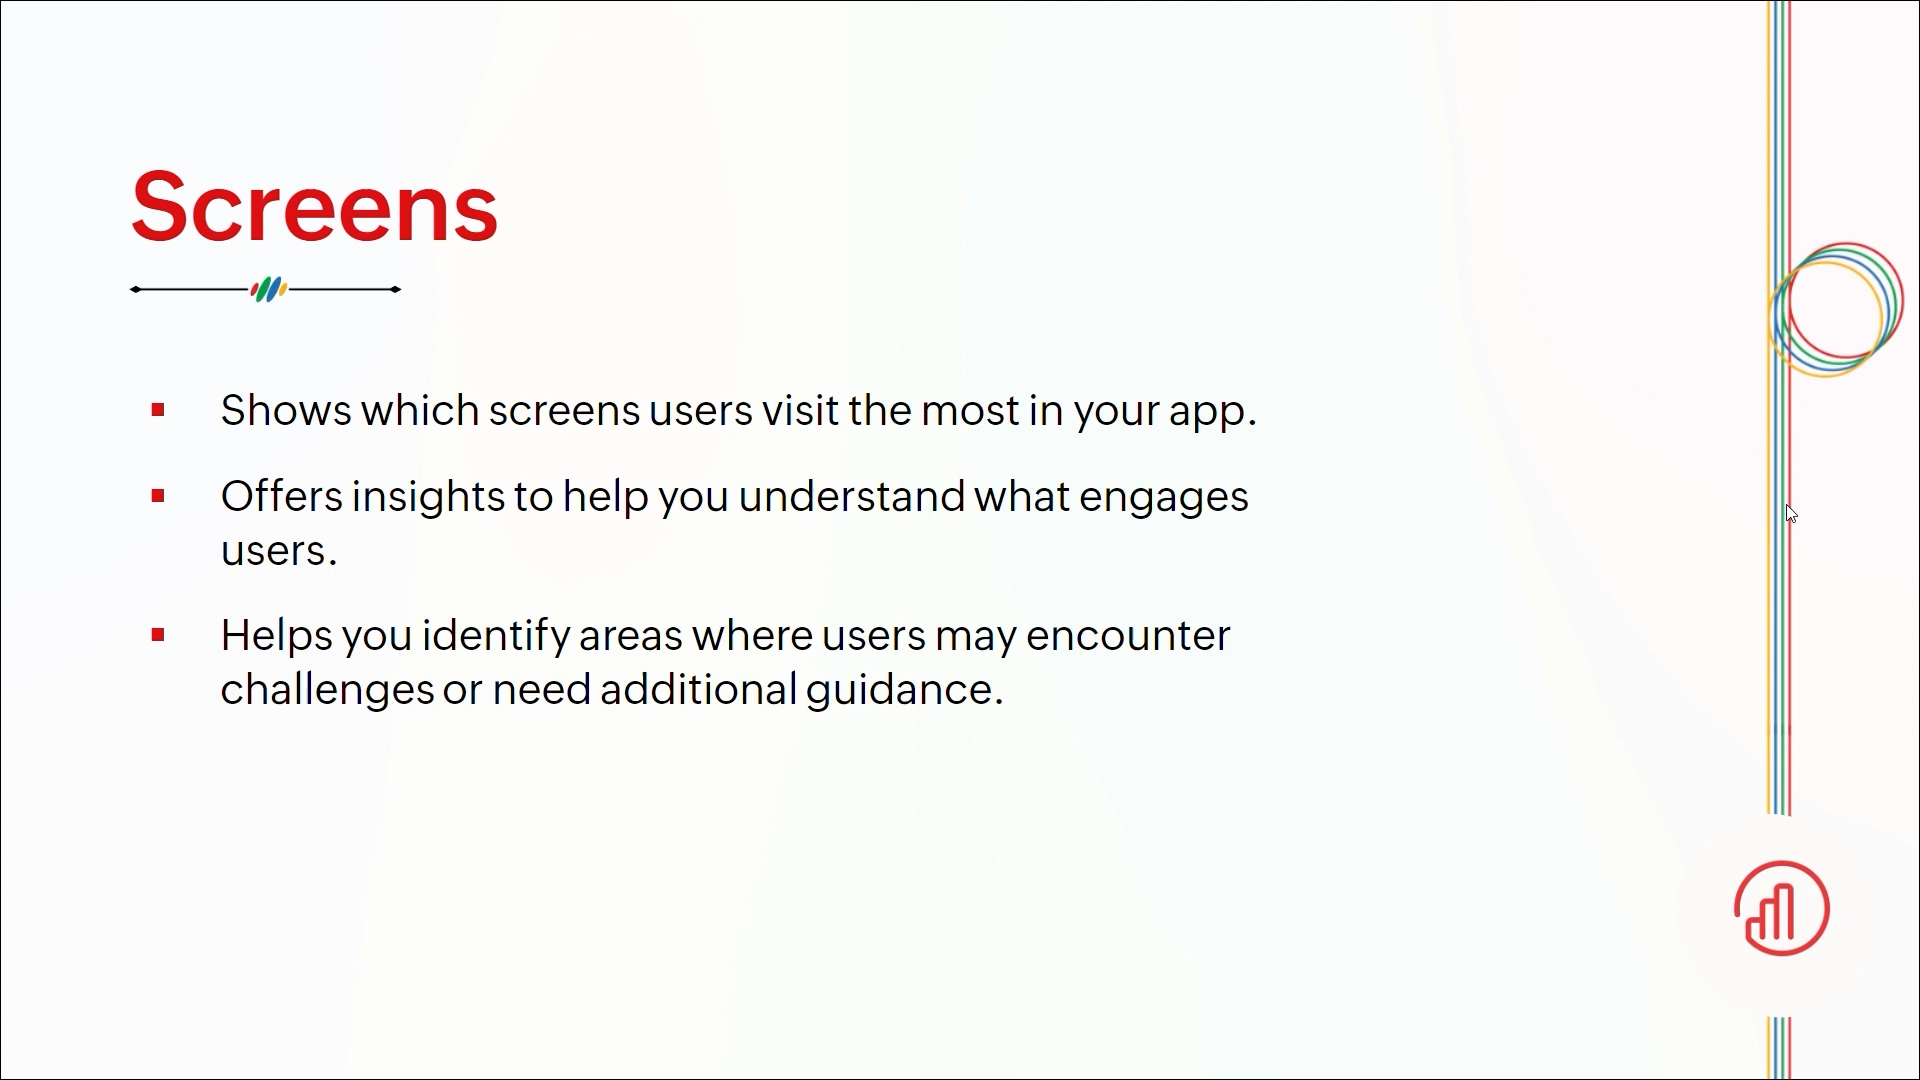 Screens
Shows which screens users visit the most in your app.
Offers insights to help you understand what engages
users.
Helps you identify areas where users may encounter
challenges or need additional guidance.